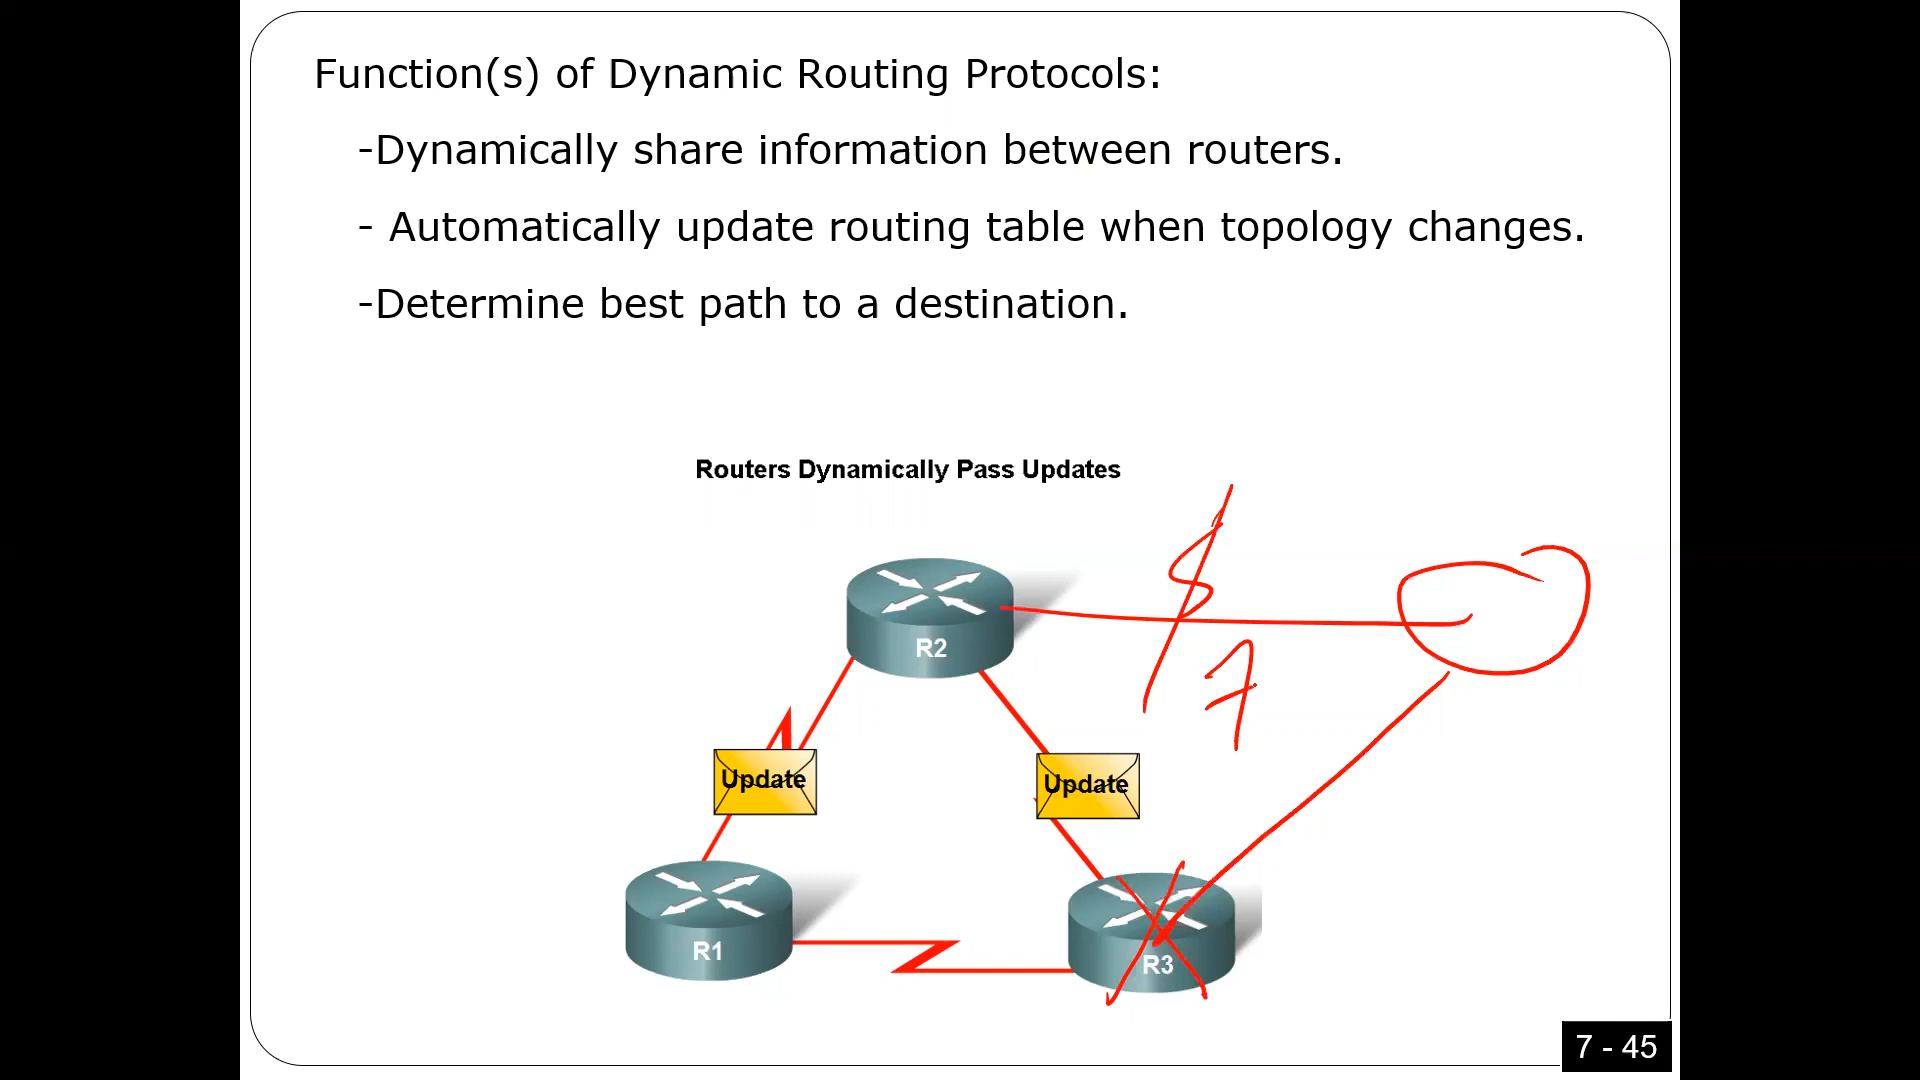 Function(s) of Dynamic Routing Protocols:
-Dynamically share information between routers.
- Automatically update routing table when topology changes.
-Determine best path to a destination.
Routers Dynamically Pass Updates
R2
7
Update
Update
R1
R3
7 - 45